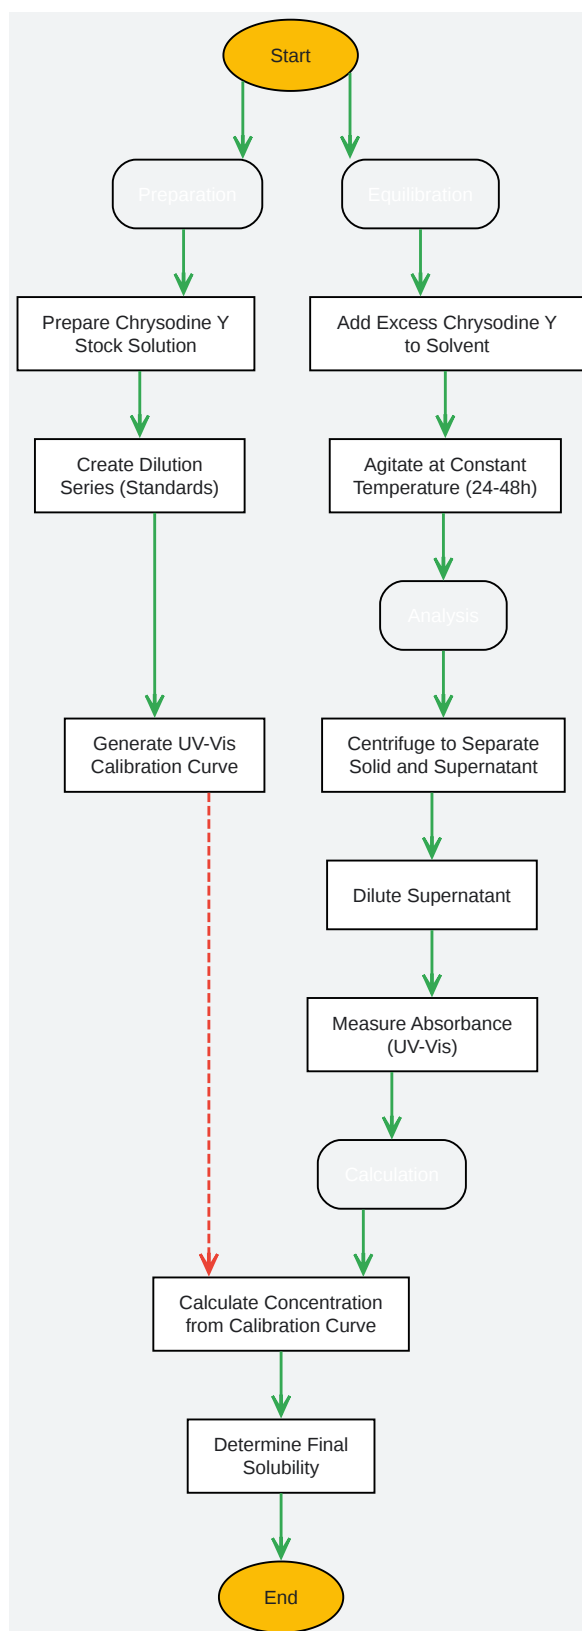 Start
Preparation
Equilibration
Prepare Chrysodine Y
Stock Solution
Add Excess Chrysodine Y
to Solvent
Create Dilution
Series (Standards)
Agitate at Constant
Temperature (24-48h)
Analysis
Generate UV-Vis
Calibration Curve
Centrifuge to Separate
Solid and Supernatant
Dilute Supernatant
Measure Absorbance
(UV-Vis)
Calculation
Calculate Concentration
from Calibration Curve
Determine Final
Solubility
End